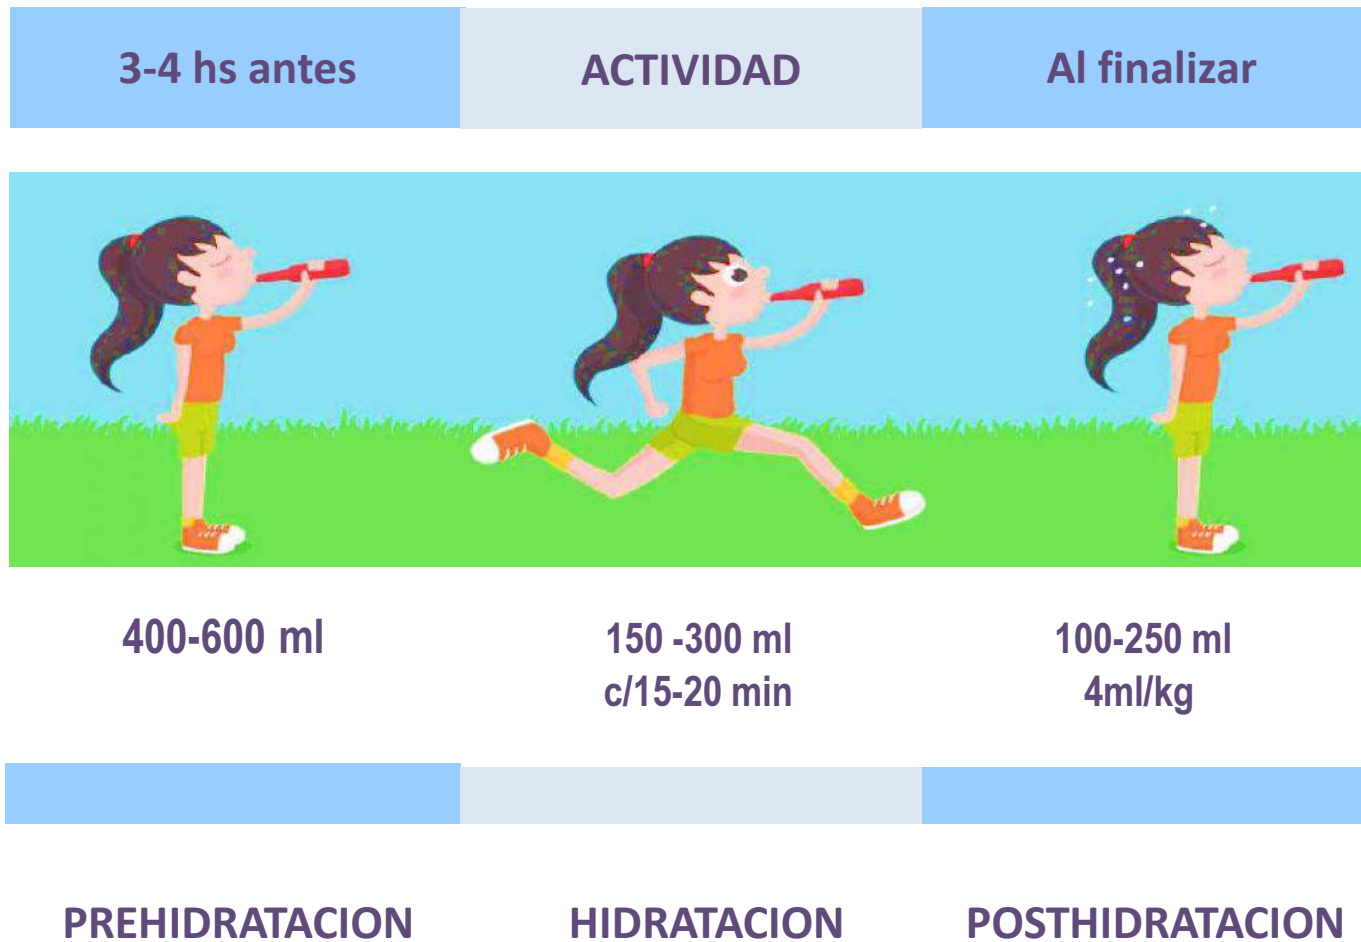 3-4 hs antes
ACTIVIDAD
Al finalizar
400-600 ml
150 -300 ml
c/15-20 min
100-250 ml
4ml/kg
PREHIDRATACION
HIDRATACION
POSTHIDRATACION